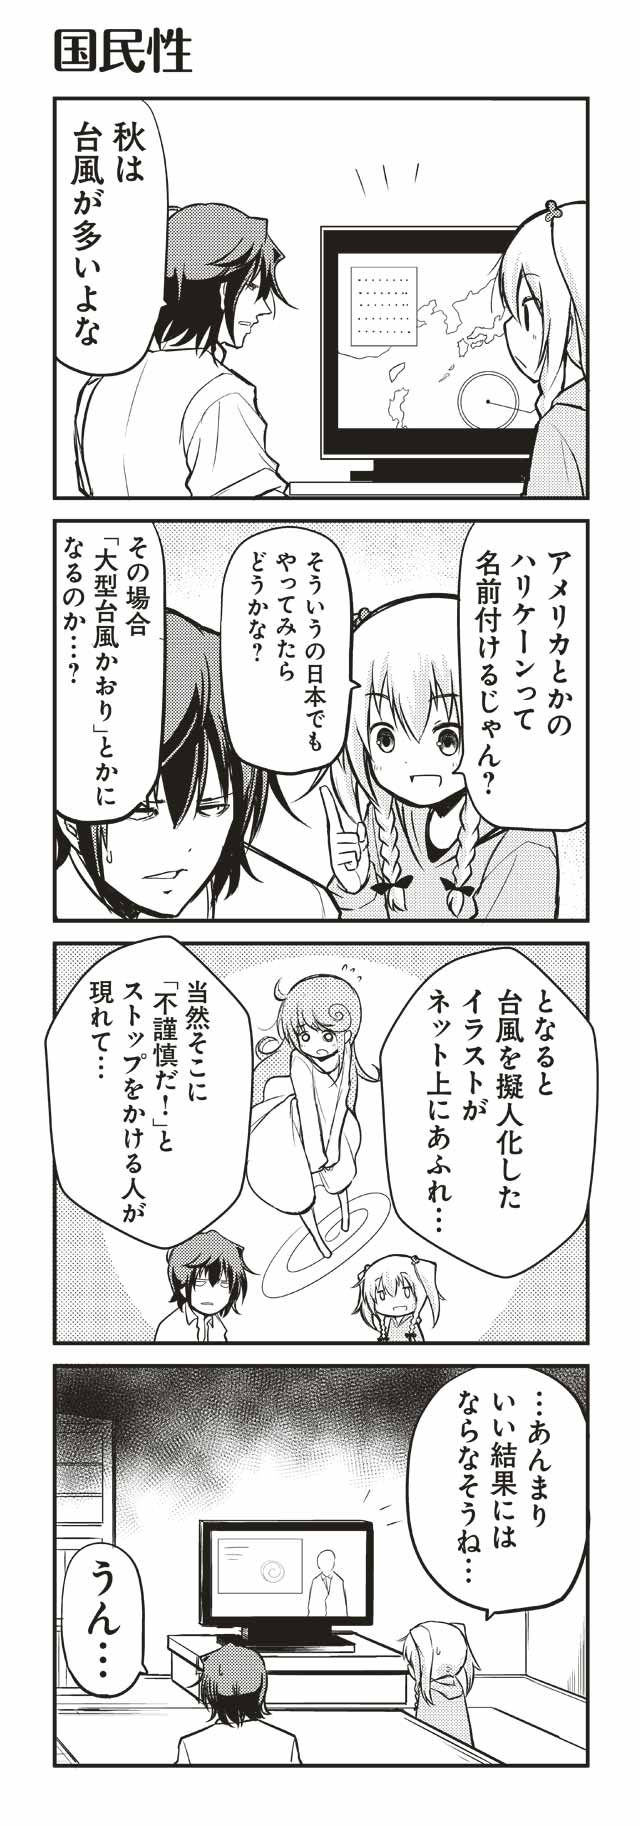 国民性
秋は
台風が多いよな
アメリカとかの
ハリケーンって
名前付けるじゃん？
そういうの日本でも
やってみたら
どうかな？
その場合
「大型台風かおり」とかに
なるのか…？
となると
台風を擬人化した
イラストが
ネット上にあふれ…
当然そこに
「不謹慎だ！」と
ストップをかける人が
現れて…
…あんまり
いい結果には
ならなそうね…
うん…